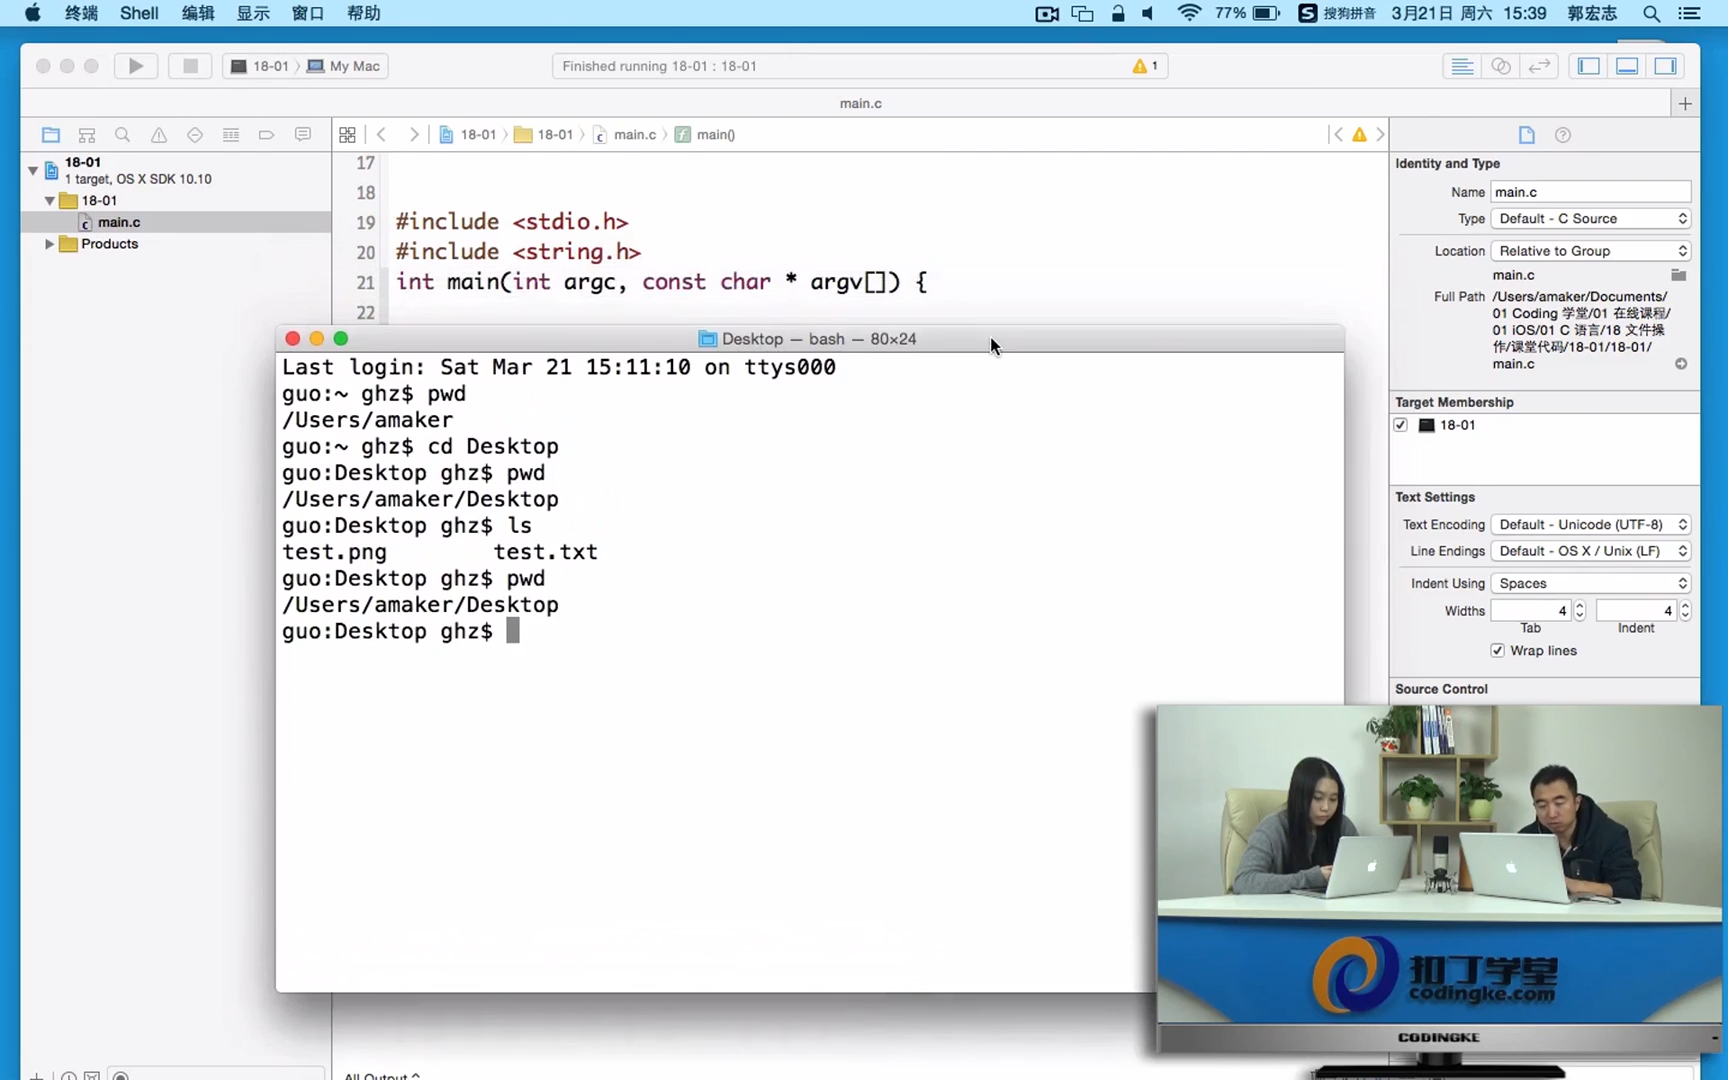 终端 Shell 编辑 显示 窗口 帮助 77% S 搜狗拼音 3月21日 周六 15:39 郭宏志
18-01 My Mac Finished running 18-01 : 18-01 1
main.c
18-01 18-01 main.c main()
18-01
1 target, OS X SDK 10.10
18-01
main.c
Products
17
18
19 #include <stdio.h>
20 #include <string.h>
21 int main(int argc, const char * argv[]) {
22
Desktop — bash — 80×24
Last login: Sat Mar 21 15:11:10 on ttys000
guo:~ ghz$ pwd
/Users/amaker
guo:~ ghz$ cd Desktop
guo:Desktop ghz$ pwd
/Users/amaker/Desktop
guo:Desktop ghz$ ls
test.png test.txt
guo:Desktop ghz$ pwd
/Users/amaker/Desktop
guo:Desktop ghz$
Identity and Type
Name main.c
Type Default - C Source
Location Relative to Group
main.c
Full Path /Users/amaker/Documents/
01 Coding 学堂/01 在线课程/
01 iOS/01 C 语言/18 文件操
作/课堂代码/18-01/18-01/
main.c
Target Membership
18-01
Text Settings
Text Encoding Default - Unicode (UTF-8)
Line Endings Default - OS X / Unix (LF)
Indent Using Spaces
Widths 4 4
Tab Indent
Wrap lines
Source Control
扣丁学堂
codingke.com
CODINGKE
All Output